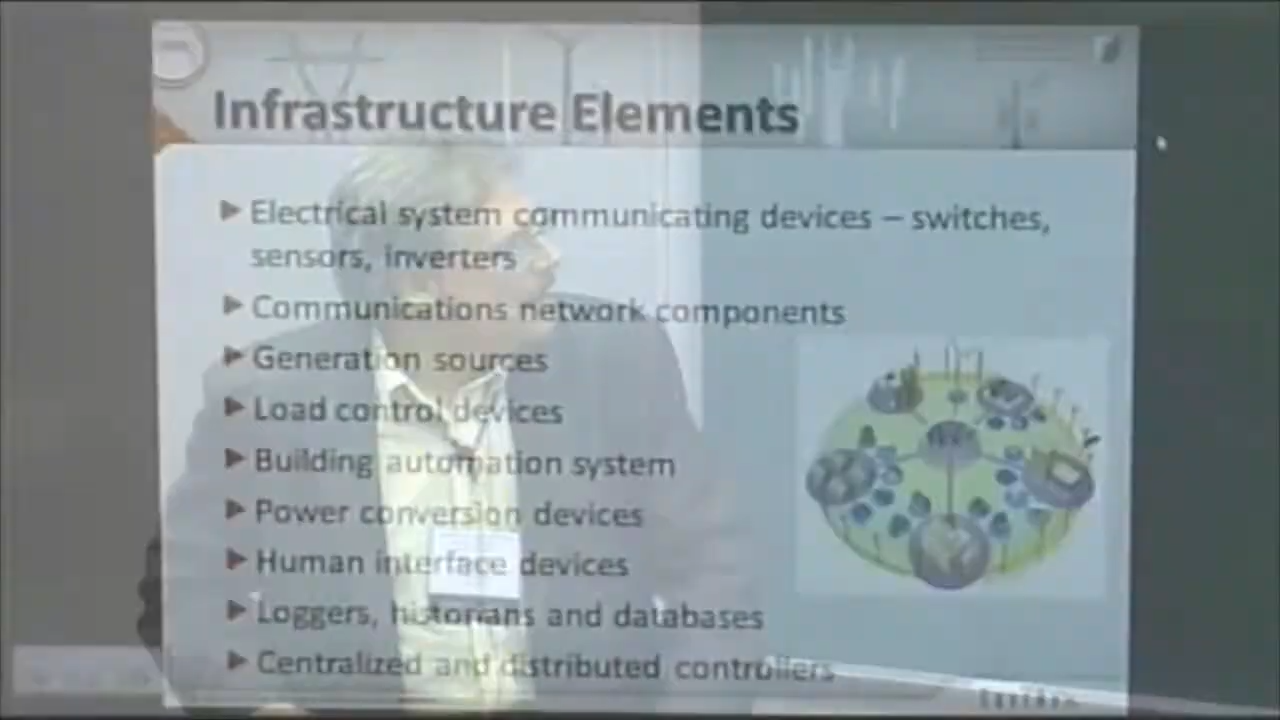 Infrastructure Elements
Electrical system communicating devices – switches,
sensors, inverters
Communications network components
Generation sources
Load control devices
Building automation system
Power conversion devices
Human interface devices
Loggers, historians and databases
Centralized and distributed controllers